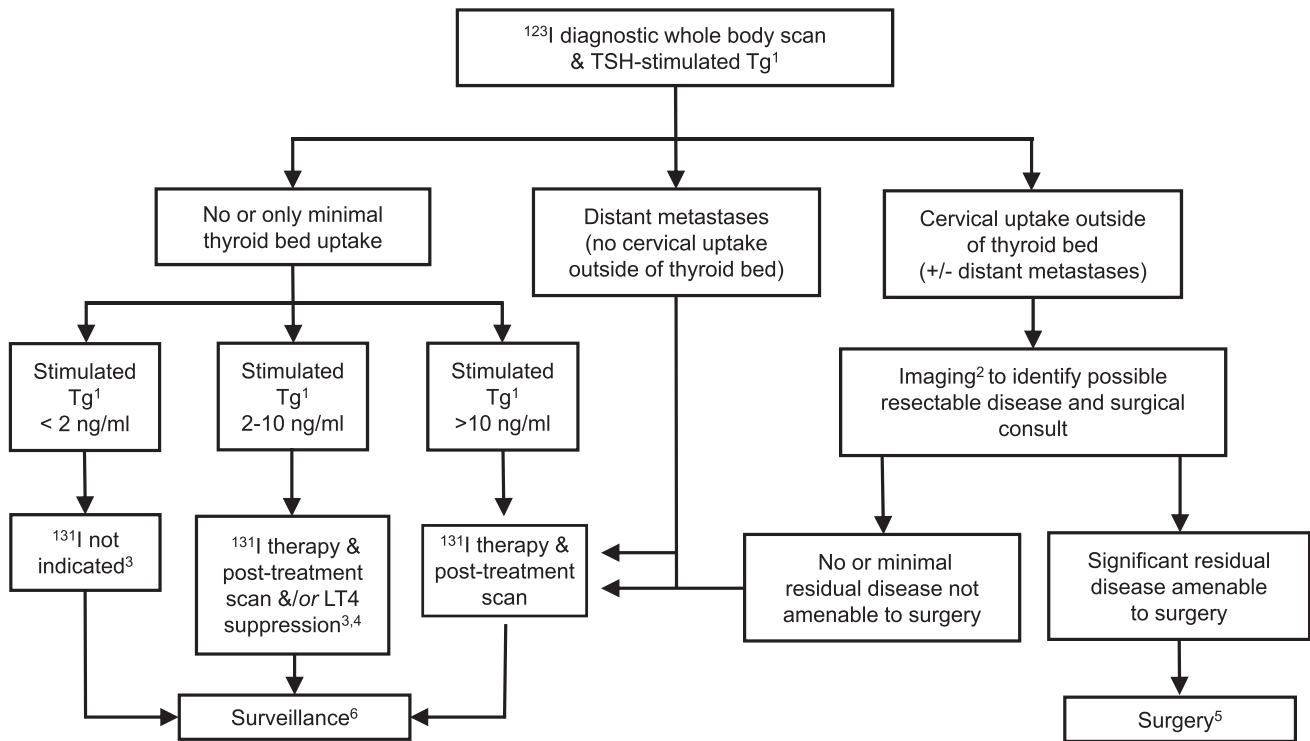 ¹²³I diagnostic whole body scan
& TSH-stimulated Tg¹
No or only minimal
thyroid bed uptake
Distant metastases
(no cervical uptake
outside of thyroid bed)
Cervical uptake outside
of thyroid bed
(+/- distant metastases)
Stimulated
Tg¹
< 2 ng/ml
Stimulated
Tg¹
2-10 ng/ml
Stimulated
Tg¹
>10 ng/ml
Imaging² to identify possible
resectable disease and surgical
consult
¹³¹I not
indicated³
¹³¹I therapy &
post-treatment
scan &/or LT4
suppression³,⁴
¹³¹I therapy &
post-treatment
scan
No or minimal
residual disease not
amenable to surgery
Significant residual
disease amenable
to surgery
Surveillance⁶
Surgery⁵